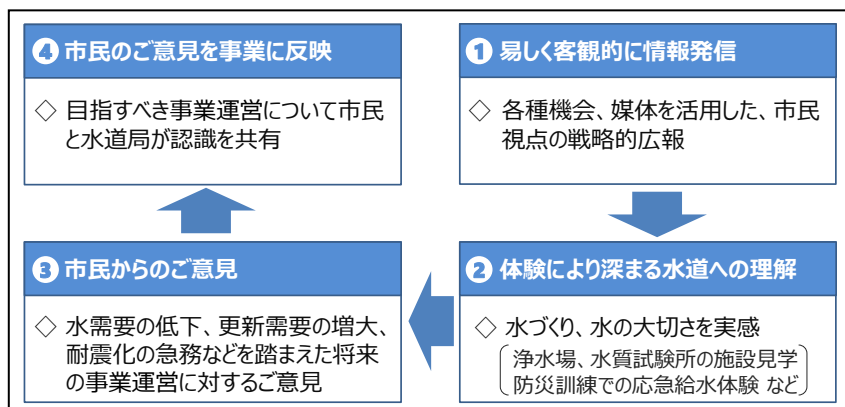 ❹ 市民のご意見を事業に反映
◇ 目指すべき事業運営について市民
と水道局が認識を共有
❶ 易しく客観的に情報発信
◇ 各種機会、媒体を活用した、市民
視点の戦略的広報
❸ 市民からのご意見
◇ 水需要の低下、更新需要の増大、
耐震化の急務などを踏まえた将来
の事業運営に対するご意見
❷ 体験により深まる水道への理解
◇ 水づくり、水の大切さを実感
浄水場、水質試験所の施設見学
防災訓練での応急給水体験 など